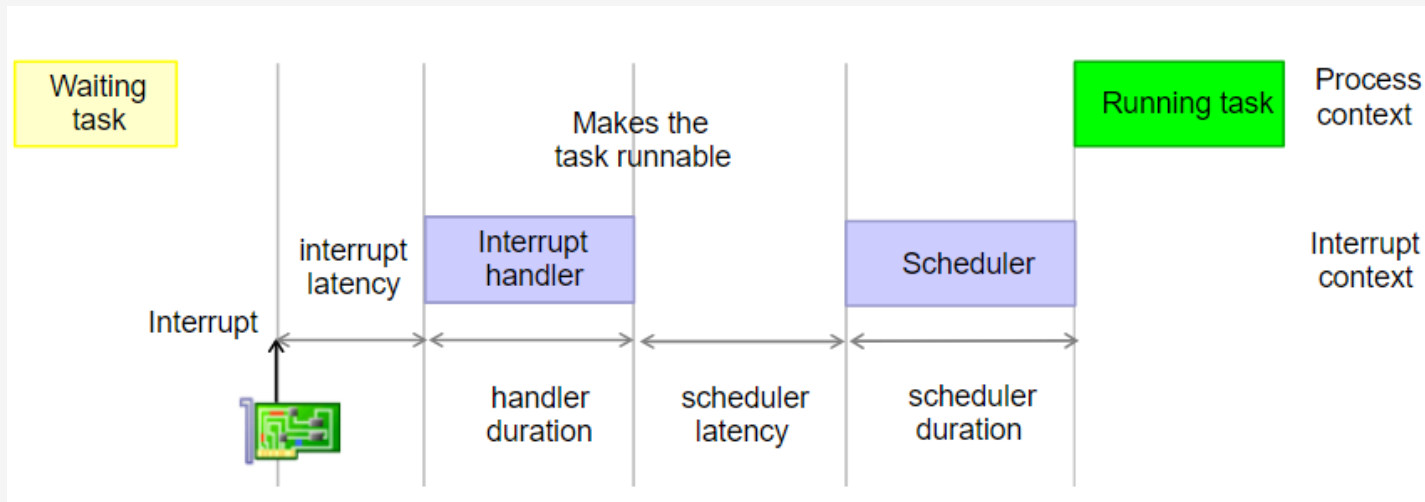 Waiting
task
Makes the
task runnable
Running task
Process
context
interrupt
latency
Interrupt
handler
Scheduler
Interrupt
context
Interrupt
handler
duration
scheduler
latency
scheduler
duration